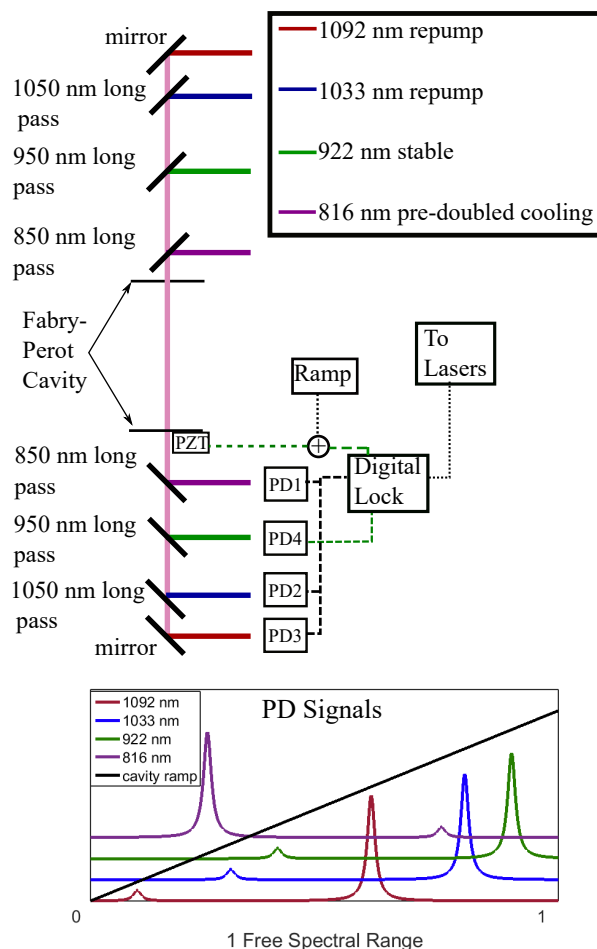 mirror
1050 nm long
pass
950 nm long
pass
850 nm long
pass
1092 nm repump
1033 nm repump
922 nm stable
816 nm pre-doubled cooling
Fabry-
Perot
Cavity
Ramp
To
Lasers
PZT
+
Digital
Lock
850 nm long
pass
950 nm long
pass
1050 nm long
pass
mirror
PD1
PD4
PD2
PD3
PD Signals
1092 nm
1033 nm
922 nm
816 nm
cavity ramp
0
1
1 Free Spectral Range